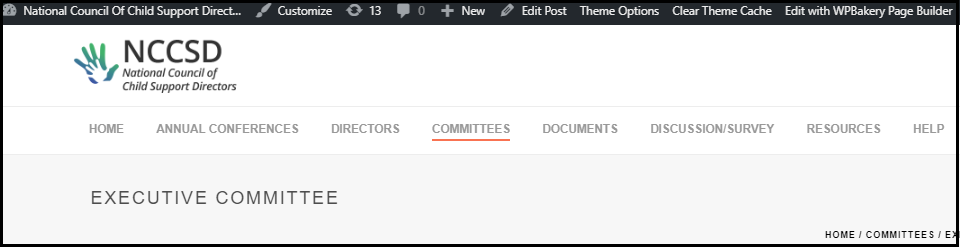 National Council Of Child Support Direct... Customize 13 0 New Edit Post Theme Options Clear Theme Cache Edit with WPBakery Page Builder
NCCSD
National Council of
Child Support Directors
HOME ANNUAL CONFERENCES DIRECTORS COMMITTEES DOCUMENTS DISCUSSION/SURVEY RESOURCES HELP
EXECUTIVE COMMITTEE
HOME / COMMITTEES /